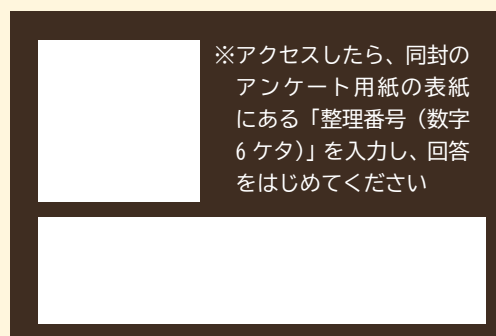 ※アクセスしたら、同封の
アンケート用紙の表紙
にある「整理番号（数字
6ケタ）」を入力し、回答
をはじめてください